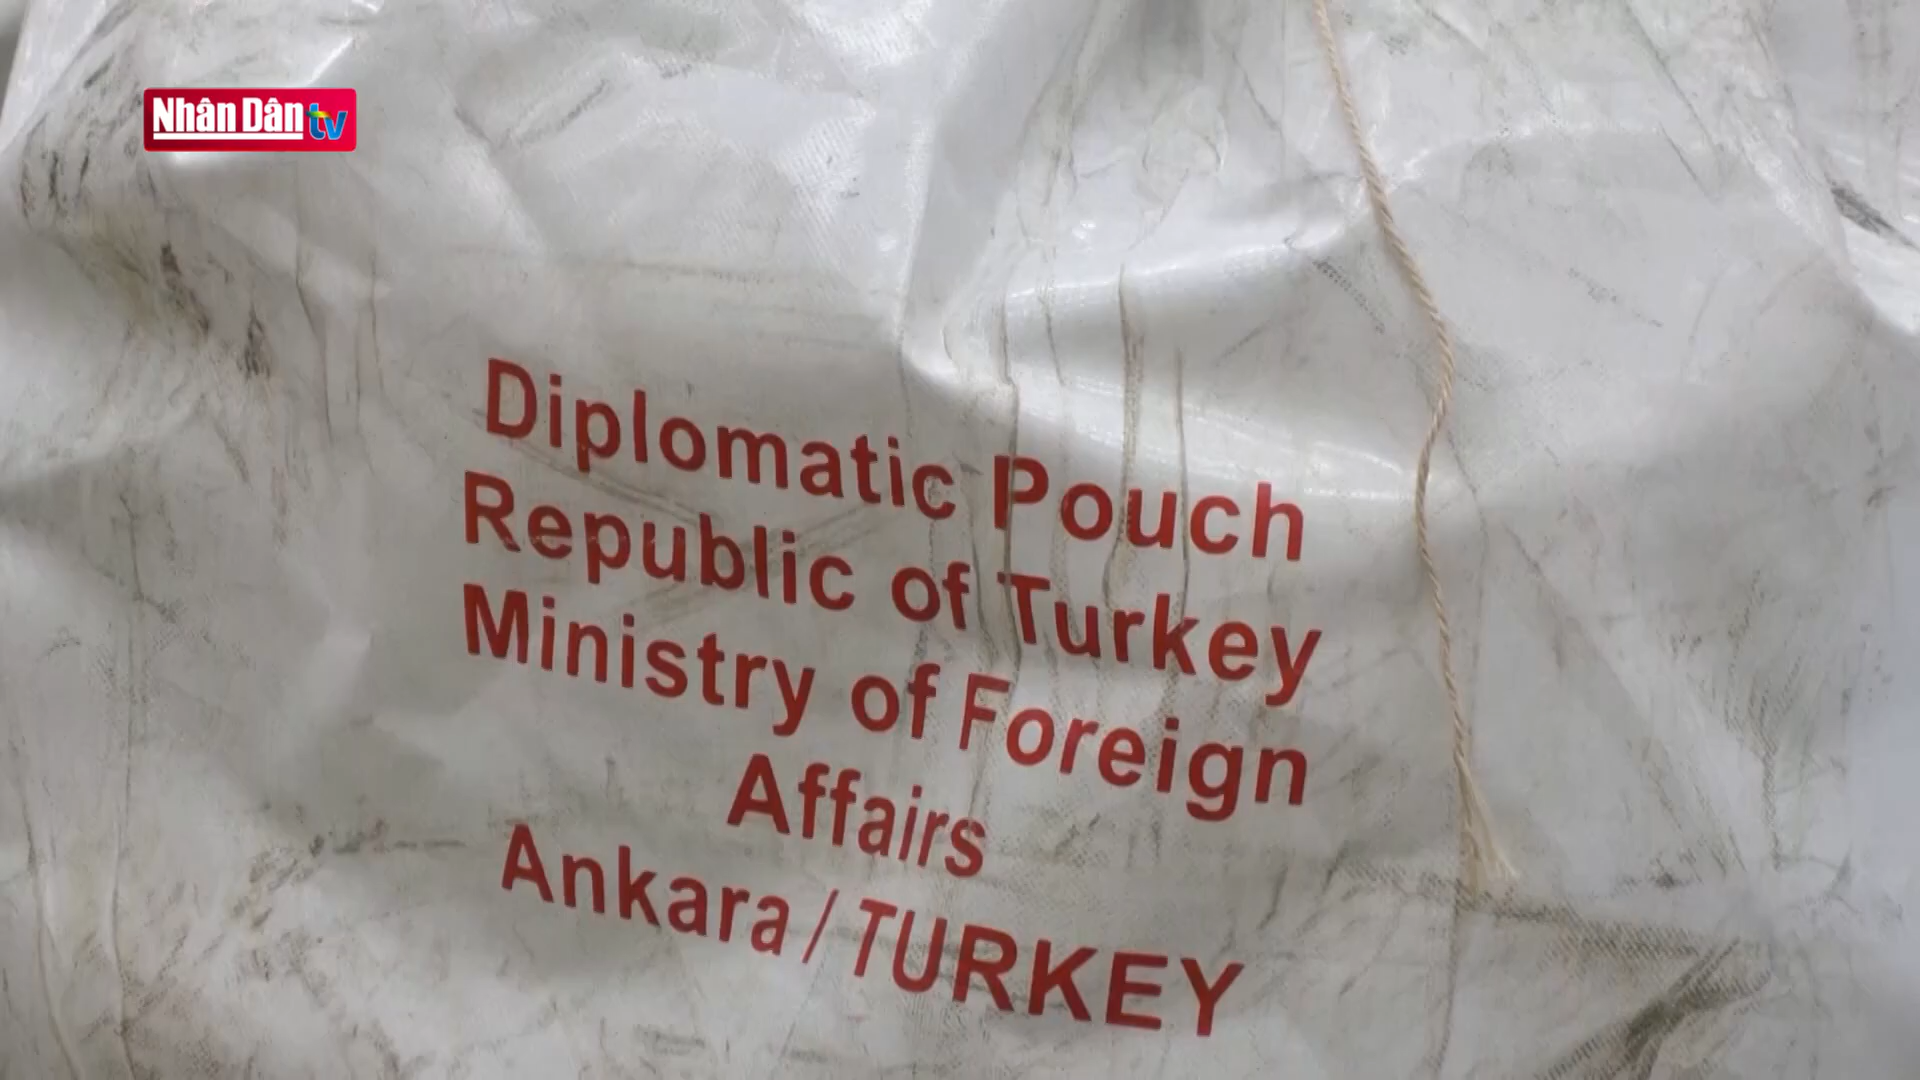 Nhân Dân tv
Diplomatic Pouch
Republic of Turkey
Ministry of Foreign
Affairs
Ankara / TURKEY